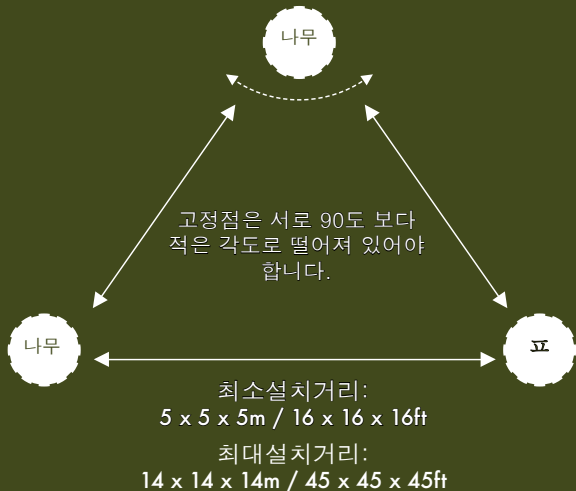 나무
고정점은 서로 90도 보다
적은 각도로 떨어져 있어야
합니다.
나무
프
최소설치거리:
5 x 5 x 5m / 16 x 16 x 16ft
최대설치거리:
14 x 14 x 14m / 45 x 45 x 45ft